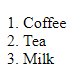 1. Coffee
2. Tea
3. Milk